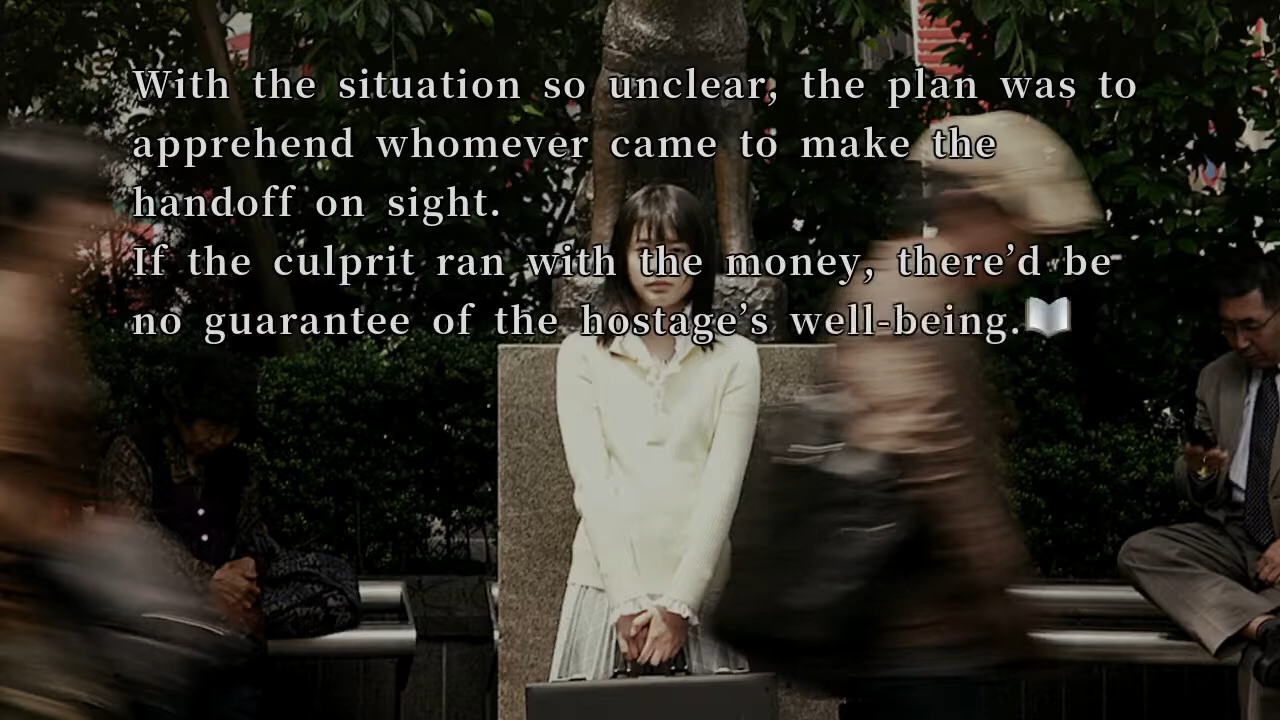 With the situation so unclear, the plan was to
apprehend whomever came to make the
handoff on sight.
If the culprit ran with the money, there’d be
no guarantee of the hostage’s well-being.